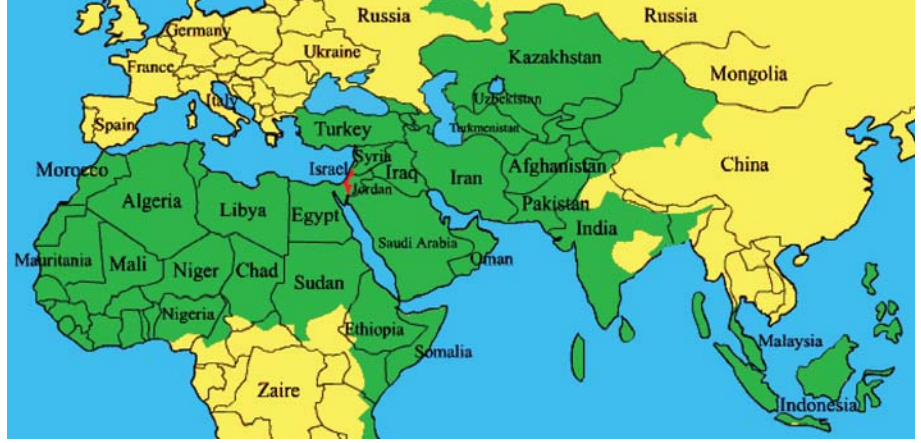 Russia
Russia
Germany
Ukraine
Kazakhstan
France
Mongolia
Italy
Uzbekistan
Spain
Turkey
Turkmenistan
Syria
Morocco
Israel
Iraq
Iran
Afghanistan
China
Jordan
Algeria
Libya
Egypt
Pakistan
India
Saudi Arabia
Mauritania
Mali
Niger
Chad
Oman
Sudan
Nigeria
Ethiopia
Somalia
Malaysia
Zaire
Indonesia